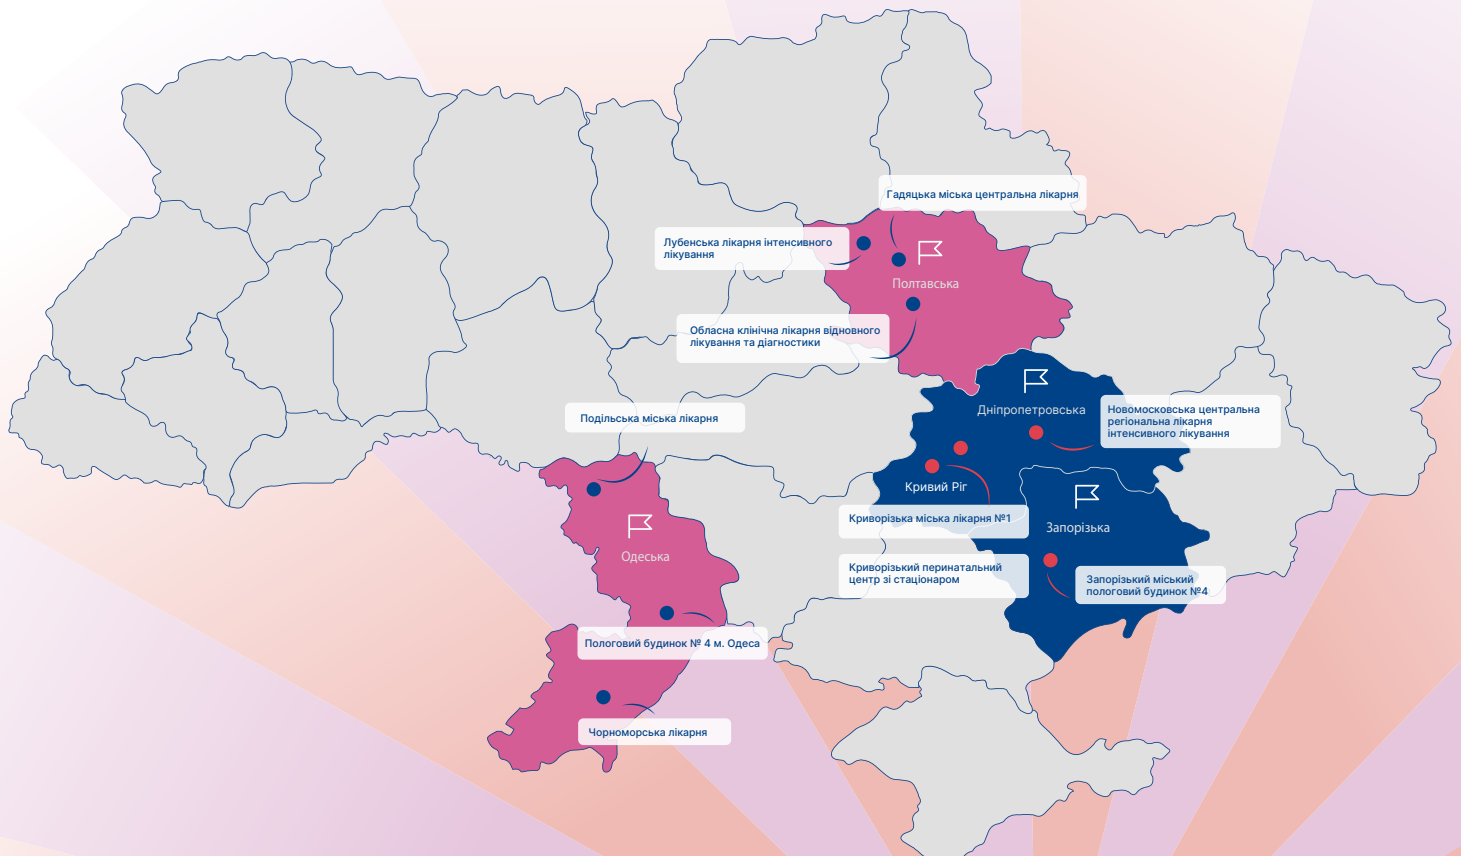 Гадяцька міська центральна лікарня
Лубенська лікарня інтенсивного
лікування
Полтавська
Обласна клінічна лікарня відновного
лікування та діагностики
Дніпропетровська
Новомосковська центральна
регіональна лікарня
інтенсивного лікування
Подільська міська лікарня
Кривий Ріг
Криворізька міська лікарня №1
Запорізька
Одеська
Криворізький перинатальний
центр зі стаціонаром
Запорізький міський
пологовий будинок №4
Пологовий будинок № 4 м. Одеса
Чорноморська лікарня